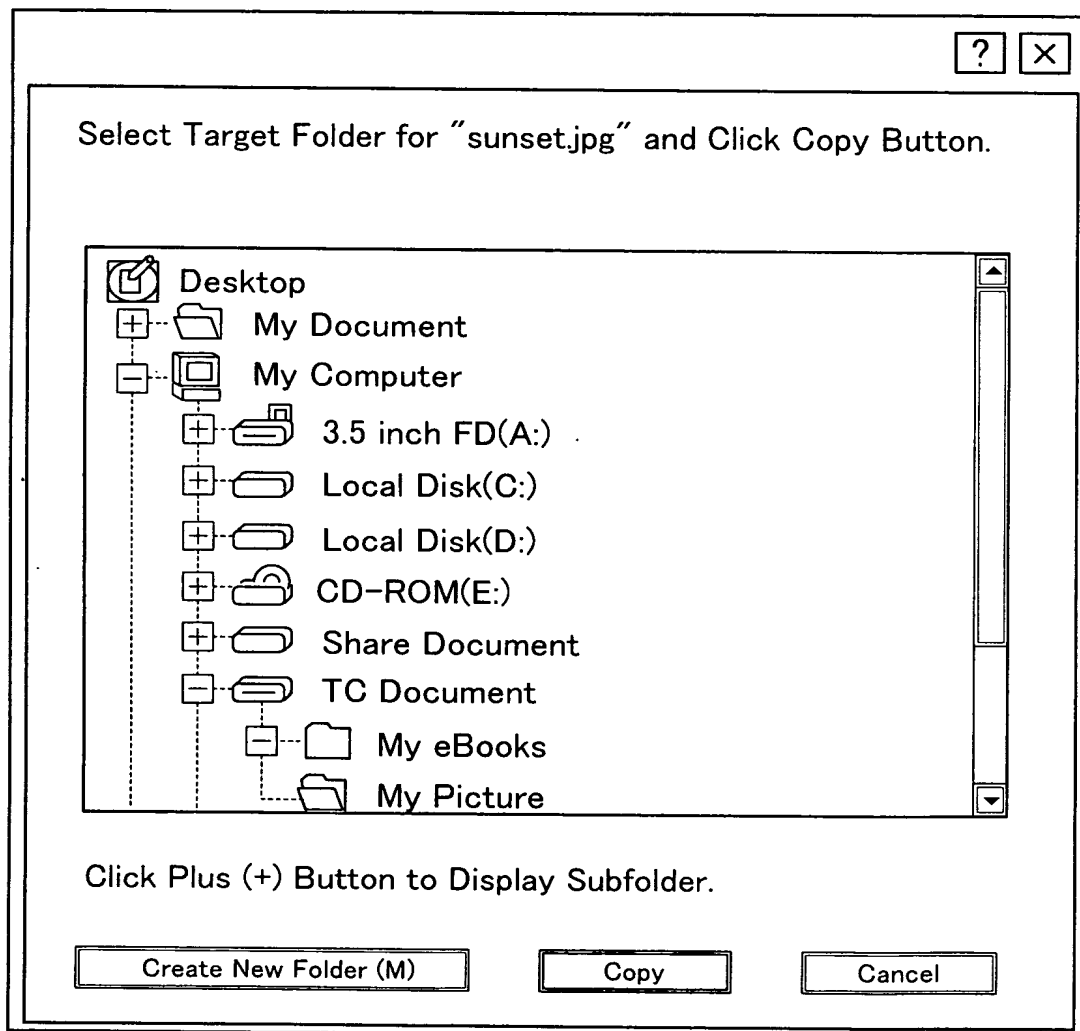 ? ×
Select Target Folder for "sunset.jpg" and Click Copy Button.
Desktop
+ My Document
− My Computer
+ 3.5 inch FD(A:)
+ Local Disk(C:)
+ Local Disk(D:)
+ CD-ROM(E:)
+ Share Document
− TC Document
− My eBooks
My Picture
Click Plus (+) Button to Display Subfolder.
Create New Folder (M) Copy Cancel